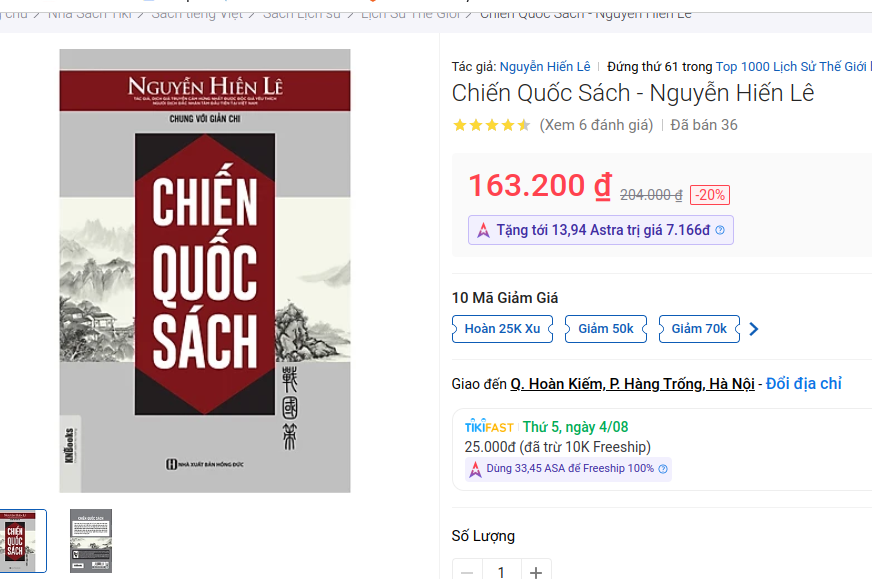 Nhà Sách Tiki > Sách tiếng Việt > Sách Lịch sử > Lịch Sử Thế Giới > Chiến Quốc Sách - Nguyễn Hiến Lê
NGUYỄN HIẾN LÊ
CHUNG VỚI GIẢN CHI
CHIẾN
QUỐC
SÁCH
戰
國
策
KNBooks
NHÀ XUẤT BẢN HỒNG ĐỨC
CHIẾN
QUỐC
SÁCH
Tác giả: Nguyễn Hiến Lê | Đứng thứ 61 trong Top 1000 Lịch Sử Thế Giới
Chiến Quốc Sách - Nguyễn Hiến Lê
(Xem 6 đánh giá) | Đã bán 36
163.200 ₫ 204.000 ₫ -20%
Tặng tới 13,94 Astra trị giá 7.166đ
10 Mã Giảm Giá
Hoàn 25K Xu Giảm 50k Giảm 70k
Giao đến Q. Hoàn Kiếm, P. Hàng Trống, Hà Nội - Đổi địa chỉ
TIKIFAST Thứ 5, ngày 4/08
25.000đ (đã trừ 10K Freeship)
Dùng 33,45 ASA để Freeship 100%
Số Lượng
1